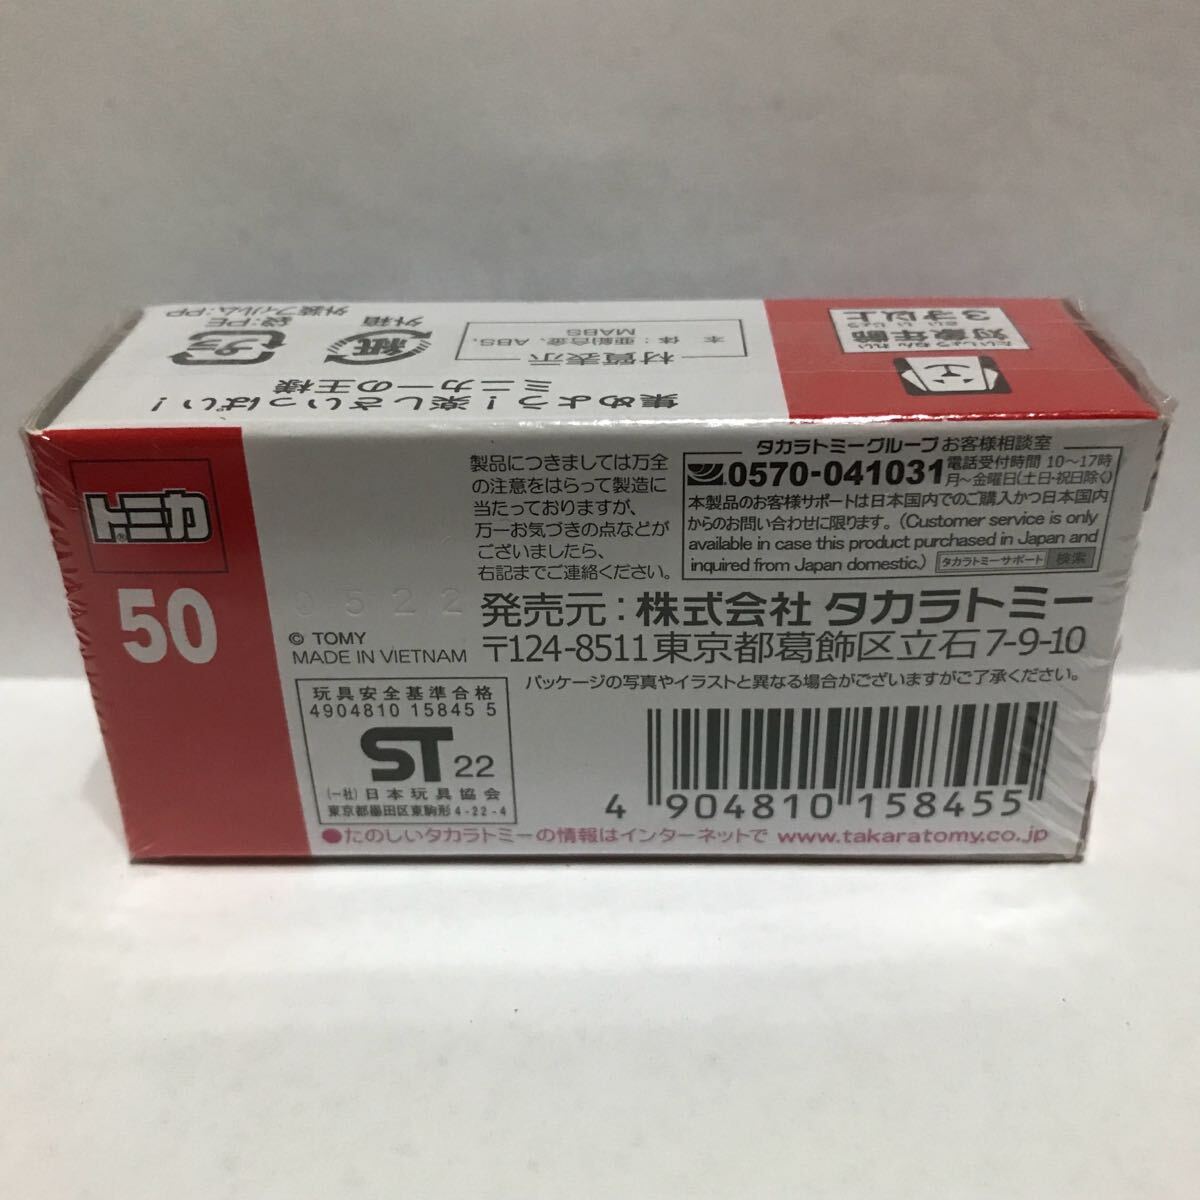 外装フィルム:PP
袋:PE
プラ
外箱
紙
材質表示
本体:亜鉛合金、ABS、
MABS
集めよう!楽しさいっぱい!
ミニカーの王様
たいしょうねんれい
対象年齢
さいいじょう
3才以上
トミカ®
50
製品につきましては万全
の注意をはらって製造に
当たっておりますが、
万一お気づきの点などが
ございましたら、
右記までご連絡ください。
タカラトミーグループ お客様相談室
0570-041031 電話受付時間 10〜17時
月〜金曜日(土日・祝日除く)
本製品のお客様サポートは日本国内でのご購入かつ日本国内
からのお問い合わせに限ります。(Customer service is only
available in case this product purchased in Japan and
inquired from Japan domestic.) タカラトミーサポート 検索
0522
© TOMY
MADE IN VIETNAM
発売元:株式会社 タカラトミー
〒124-8511 東京都葛飾区立石7-9-10
パッケージの写真やイラストと異なる場合がございますがご了承ください。
玩具安全基準合格
4904810 15845 5
ST 22
(一社)日本玩具協会
東京都墨田区東駒形4-22-4
4 904810 158455
●たのしいタカラトミーの情報はインターネットで www.takaratomy.co.jp